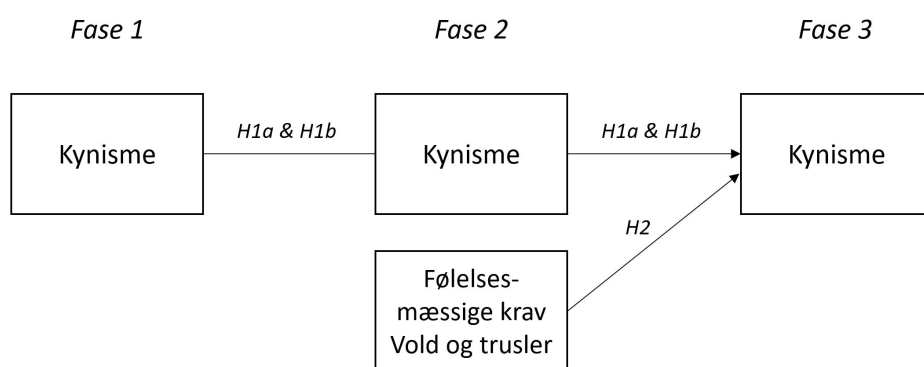 Fase 1 Fase 2 Fase 3
H1a & H1b H1a & H1b
Kynisme Kynisme Kynisme
H2
Følelses-
mæssige krav
Vold og trusler